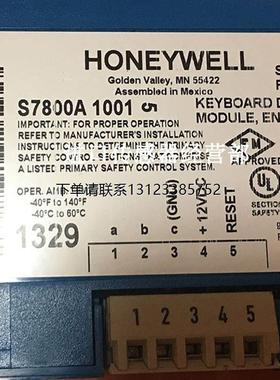 HONEYWELL
Golden Valley, MN 55422
Assembled in Mexico
S7800A 1001 5
KEYBOARD
MODULE, EN
IMPORTANT: FOR PROPER OPERATION
REFER TO MANUFACTURER'S INSTALLATION
INSTRUCTIONS TO DETERMINE THE
SAFETY CONTROL SECTION
A LISTED PRIMARY SAFETY CONTROL SYSTEM.
下单请联系13123385752
OPER. AMB
-40°F to 140°F
-40°C to 60°C
1329
a b c (GND) + 12VDC RESET
1 2 3 4 5
1 2 3 4 5